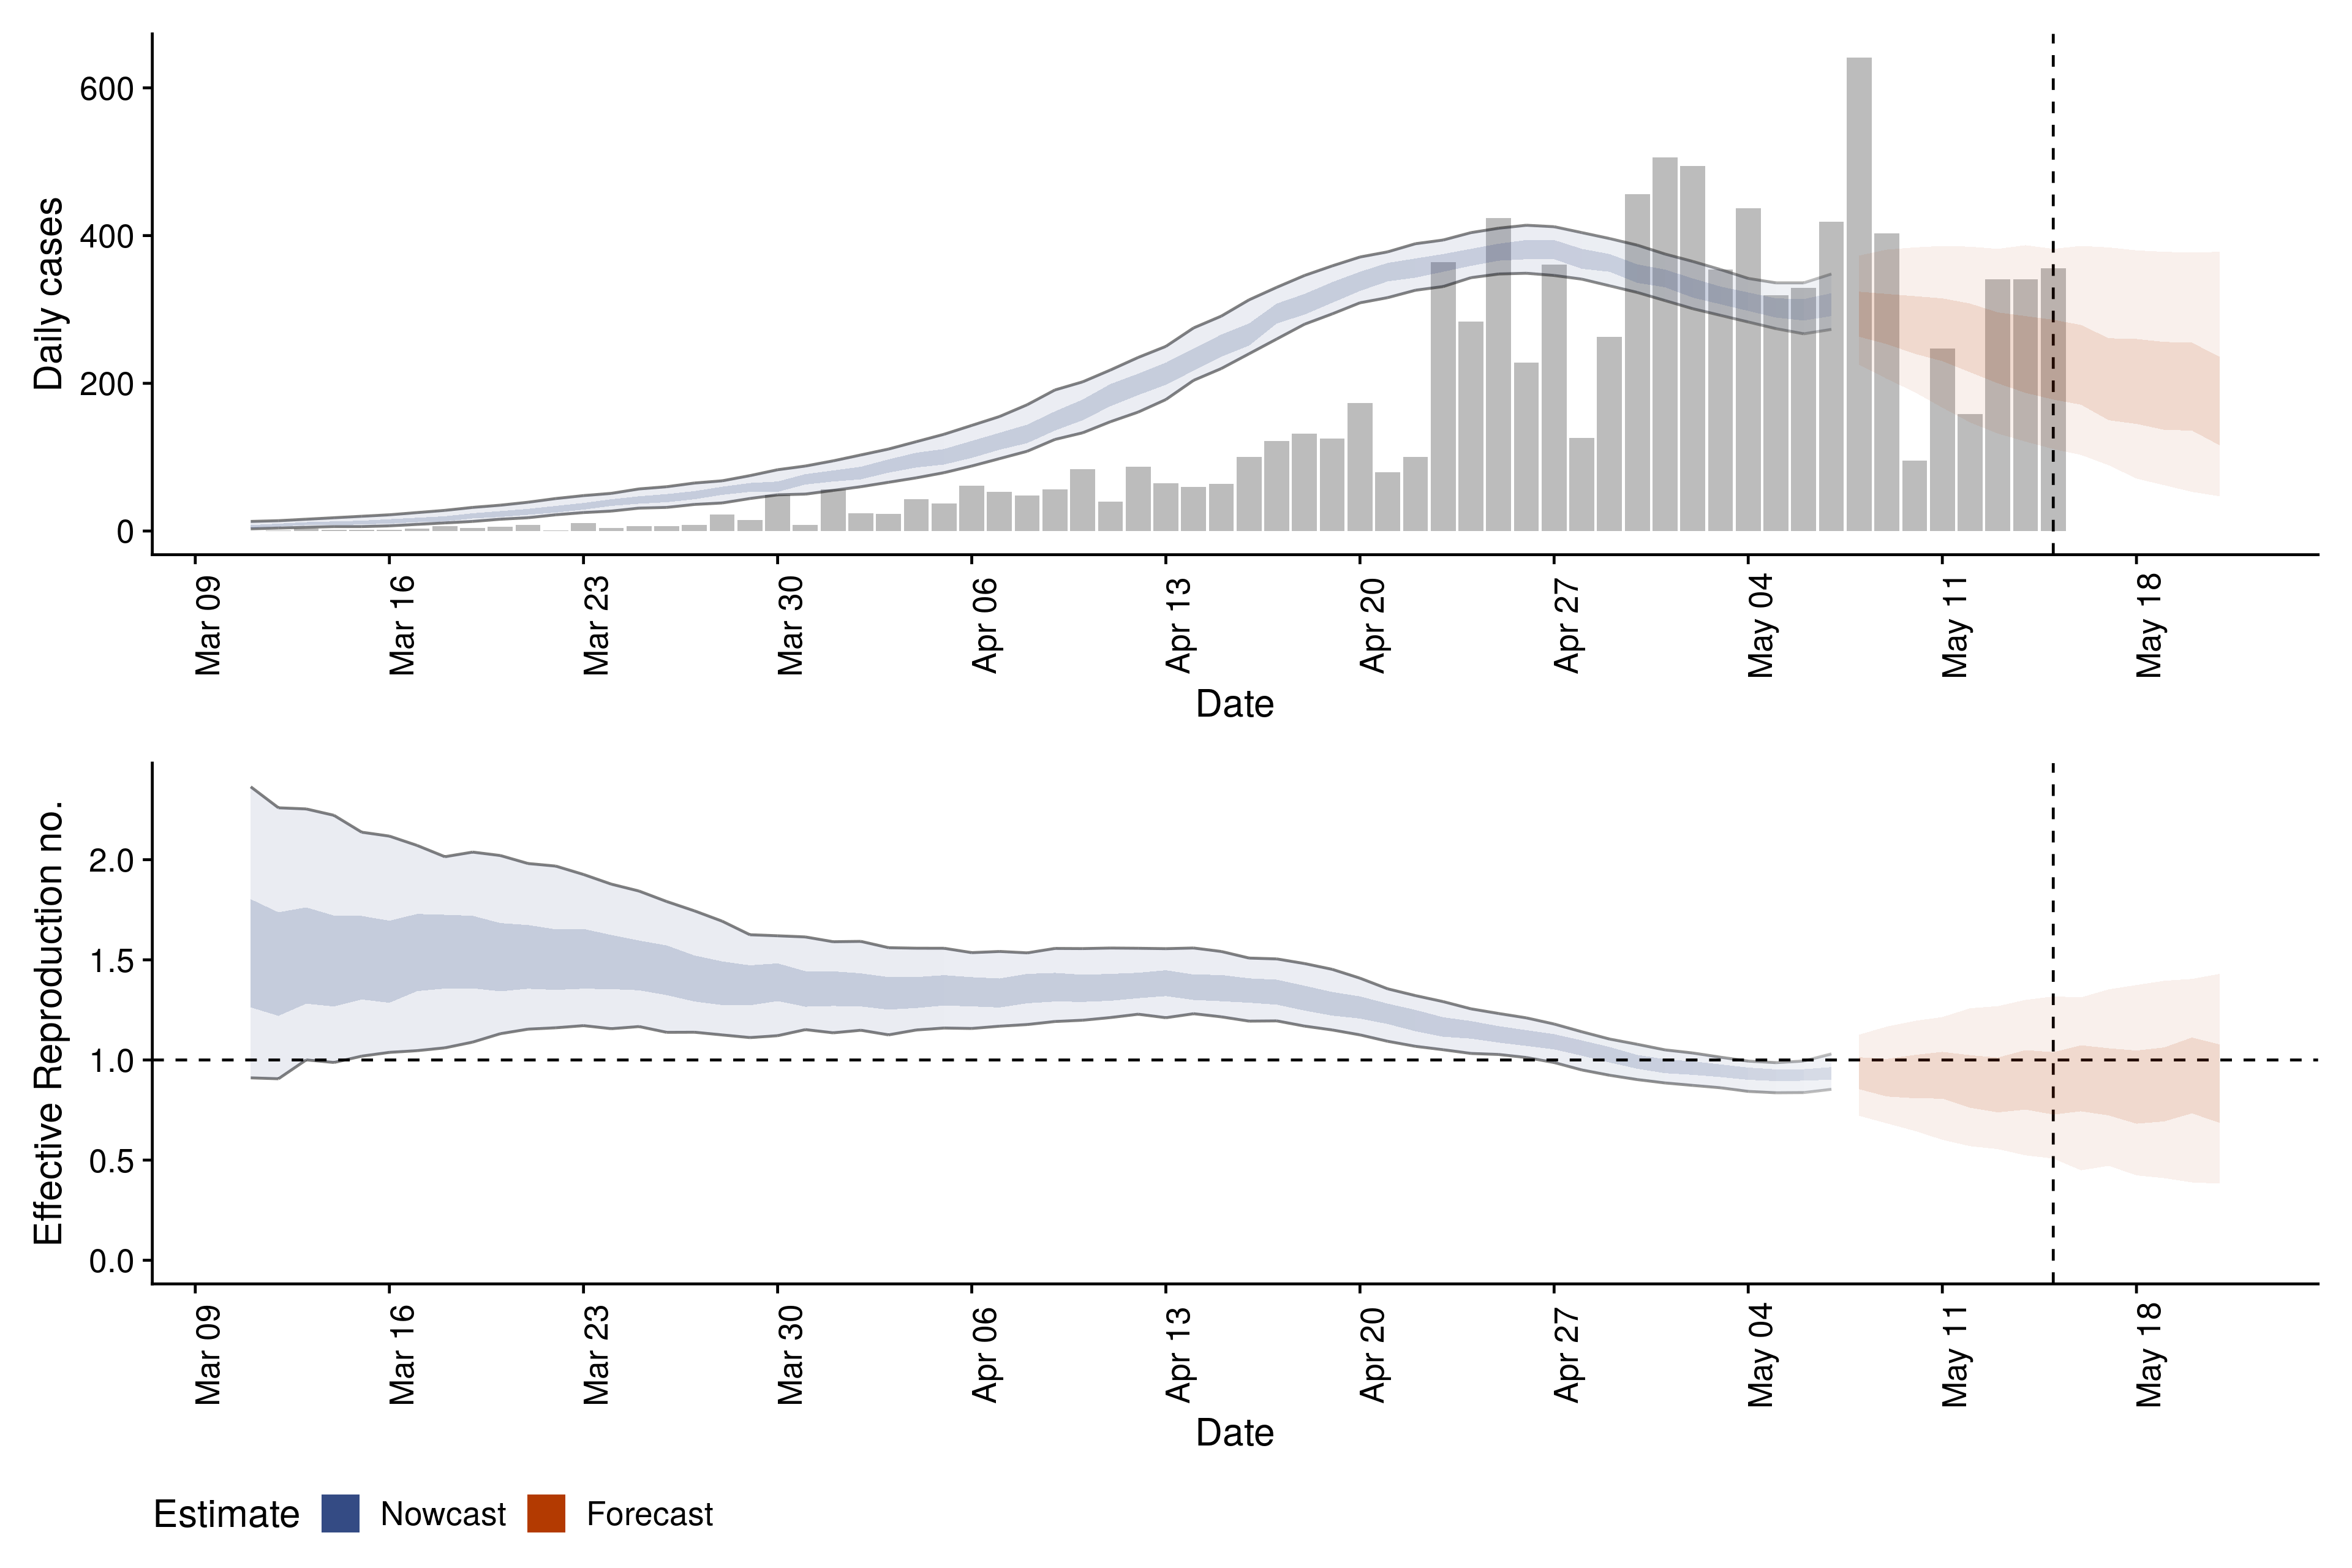 Daily cases
600
400
200
0
Mar 09
Mar 16
Mar 23
Mar 30
Apr 06
Apr 13
Apr 20
Apr 27
May 04
May 11
May 18
Date
Effective Reproduction no.
2.0
1.5
1.0
0.5
0.0
Mar 09
Mar 16
Mar 23
Mar 30
Apr 06
Apr 13
Apr 20
Apr 27
May 04
May 11
May 18
Date
Estimate Nowcast Forecast